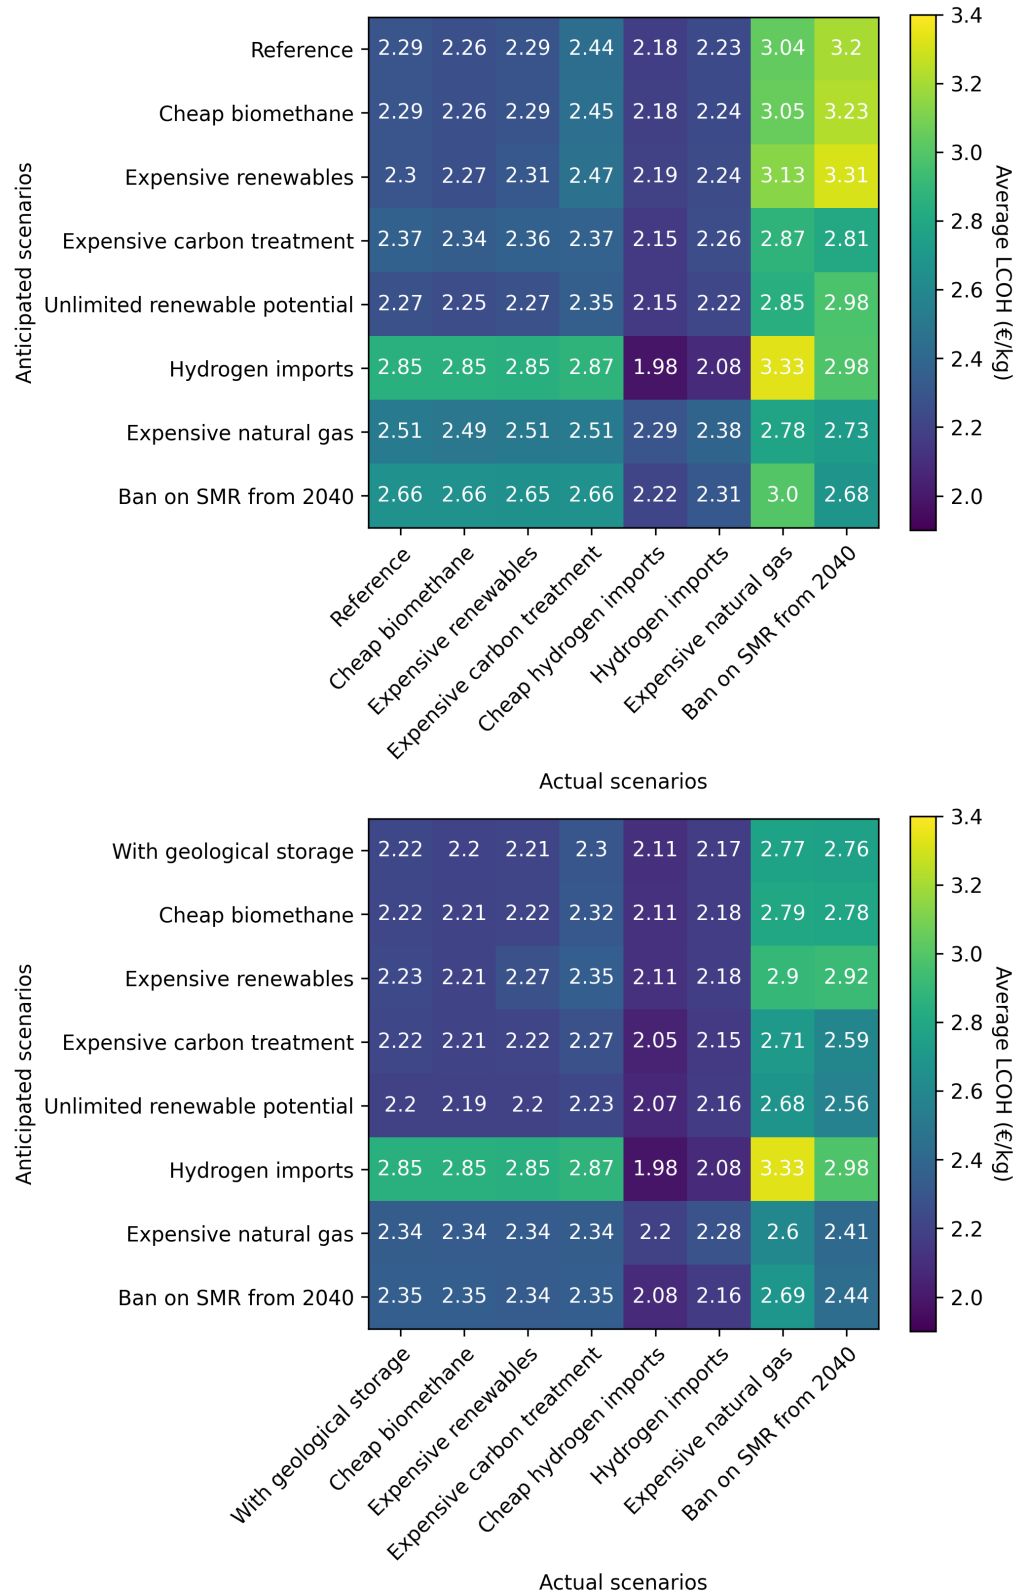 Reference 2.29 2.26 2.29 2.44 2.18 2.23 3.04 3.2
Cheap biomethane 2.29 2.26 2.29 2.45 2.18 2.24 3.05 3.23
Expensive renewables 2.3 2.27 2.31 2.47 2.19 2.24 3.13 3.31
Expensive carbon treatment 2.37 2.34 2.36 2.37 2.15 2.26 2.87 2.81
Unlimited renewable potential 2.27 2.25 2.27 2.35 2.15 2.22 2.85 2.98
Hydrogen imports 2.85 2.85 2.85 2.87 1.98 2.08 3.33 2.98
Expensive natural gas 2.51 2.49 2.51 2.51 2.29 2.38 2.78 2.73
Ban on SMR from 2040 2.66 2.66 2.65 2.66 2.22 2.31 3.0 2.68
Anticipated scenarios
Reference
Cheap biomethane
Expensive renewables
Expensive carbon treatment
Cheap hydrogen imports
Hydrogen imports
Expensive natural gas
Ban on SMR from 2040
Actual scenarios
3.4
3.2
3.0
2.8
2.6
2.4
2.2
2.0
Average LCOH (€/kg)
With geological storage 2.22 2.2 2.21 2.3 2.11 2.17 2.77 2.76
Cheap biomethane 2.22 2.21 2.22 2.32 2.11 2.18 2.79 2.78
Expensive renewables 2.23 2.21 2.27 2.35 2.11 2.18 2.9 2.92
Expensive carbon treatment 2.22 2.21 2.22 2.27 2.05 2.15 2.71 2.59
Unlimited renewable potential 2.2 2.19 2.2 2.23 2.07 2.16 2.68 2.56
Hydrogen imports 2.85 2.85 2.85 2.87 1.98 2.08 3.33 2.98
Expensive natural gas 2.34 2.34 2.34 2.34 2.2 2.28 2.6 2.41
Ban on SMR from 2040 2.35 2.35 2.34 2.35 2.08 2.16 2.69 2.44
Anticipated scenarios
With geological storage
Cheap biomethane
Expensive renewables
Expensive carbon treatment
Cheap hydrogen imports
Hydrogen imports
Expensive natural gas
Ban on SMR from 2040
Actual scenarios
3.4
3.2
3.0
2.8
2.6
2.4
2.2
2.0
Average LCOH (€/kg)